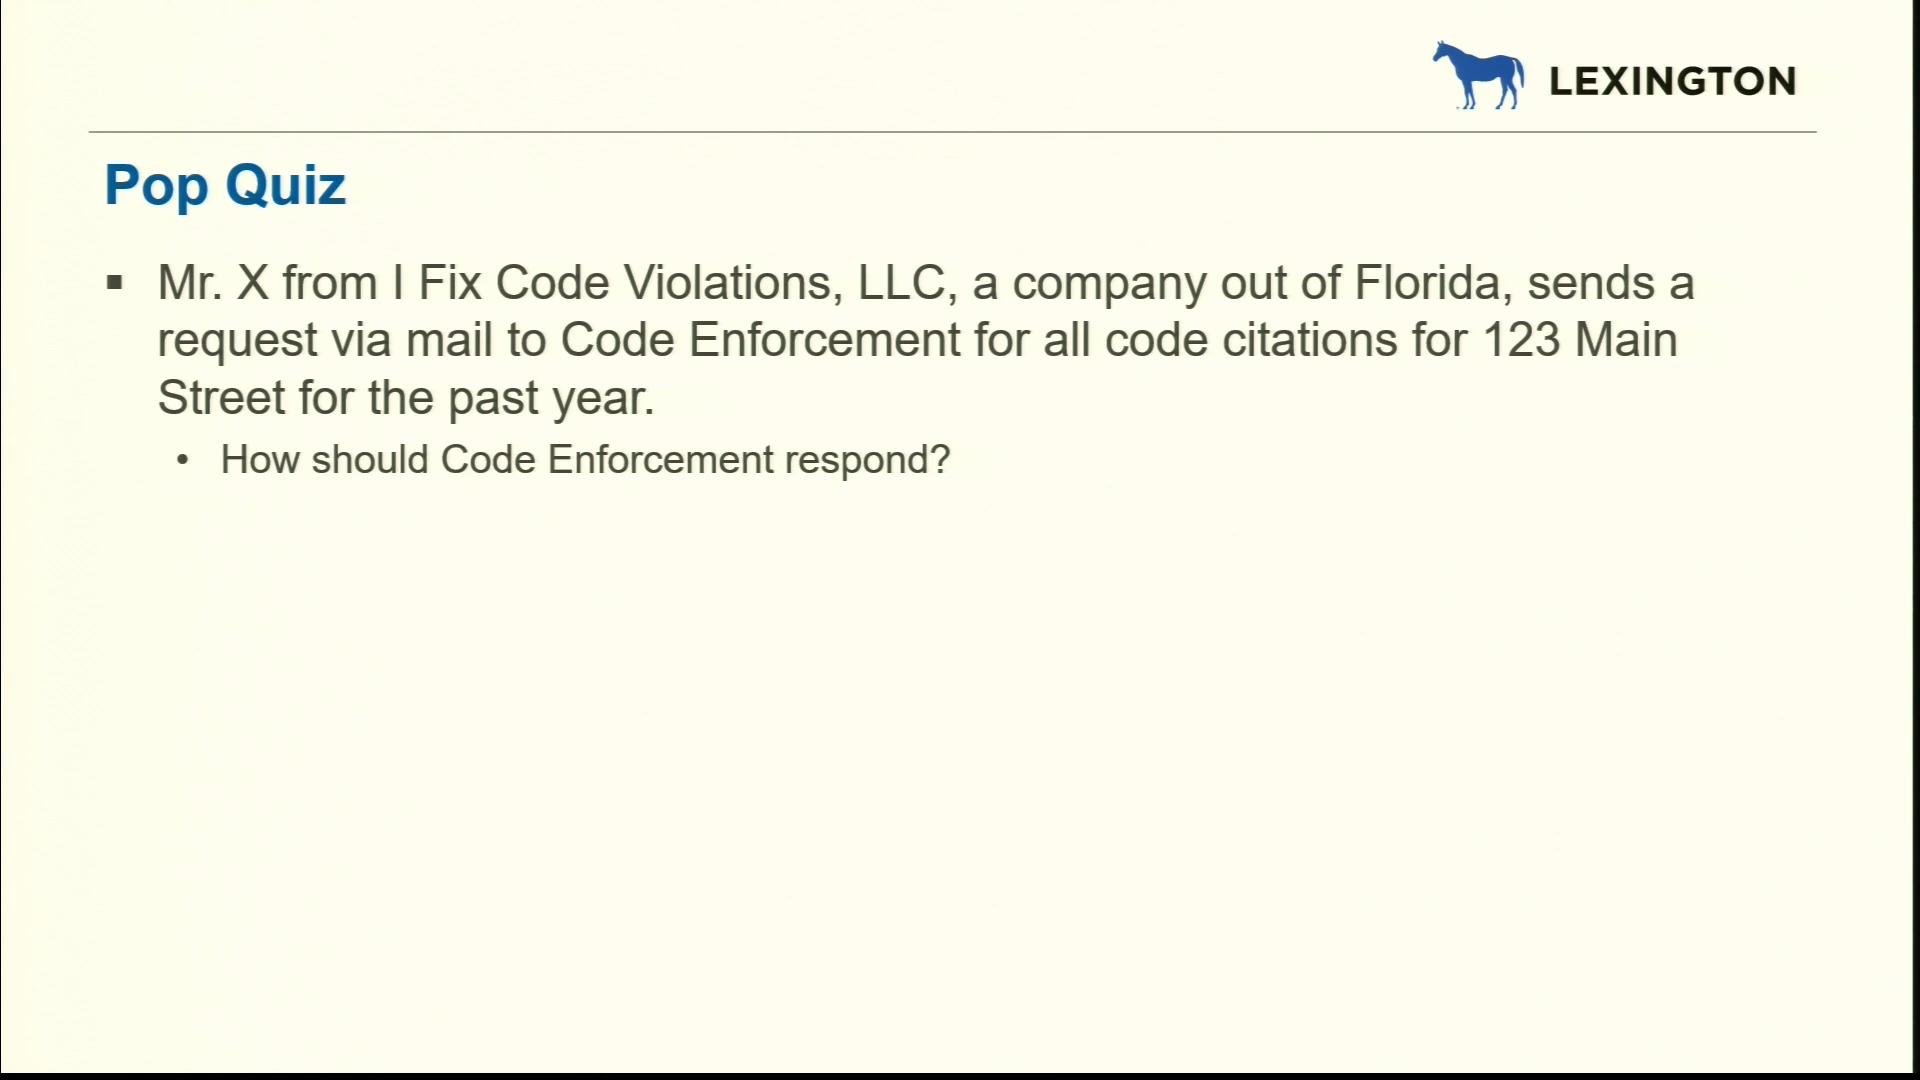 LEXINGTON
Pop Quiz
▪ Mr. X from I Fix Code Violations, LLC, a company out of Florida, sends a
request via mail to Code Enforcement for all code citations for 123 Main
Street for the past year.
• How should Code Enforcement respond?